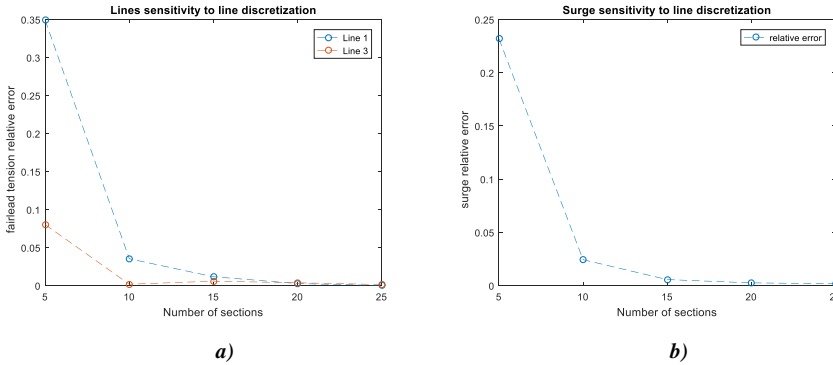 Lines sensitivity to line discretization
0.35
0.3
0.25
0.2
0.15
0.1
0.05
0
fairlead tension relative error
Line 1
Line 3
5
10
15
20
25
Number of sections
a)
Surge sensitivity to line discretization
0.25
0.2
0.15
0.1
0.05
0
surge relative error
relative error
5
10
15
20
Number of sections
b)